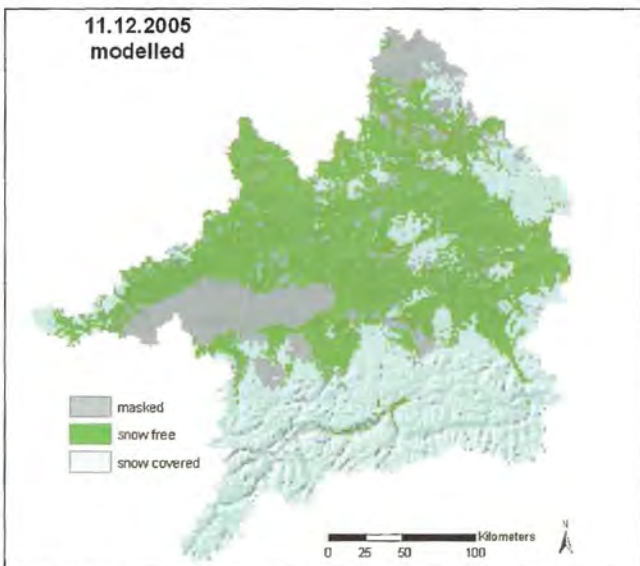 11.12.2005
modelled
masked
snow free
snow covered
Kilometers
0 25 50 100
N